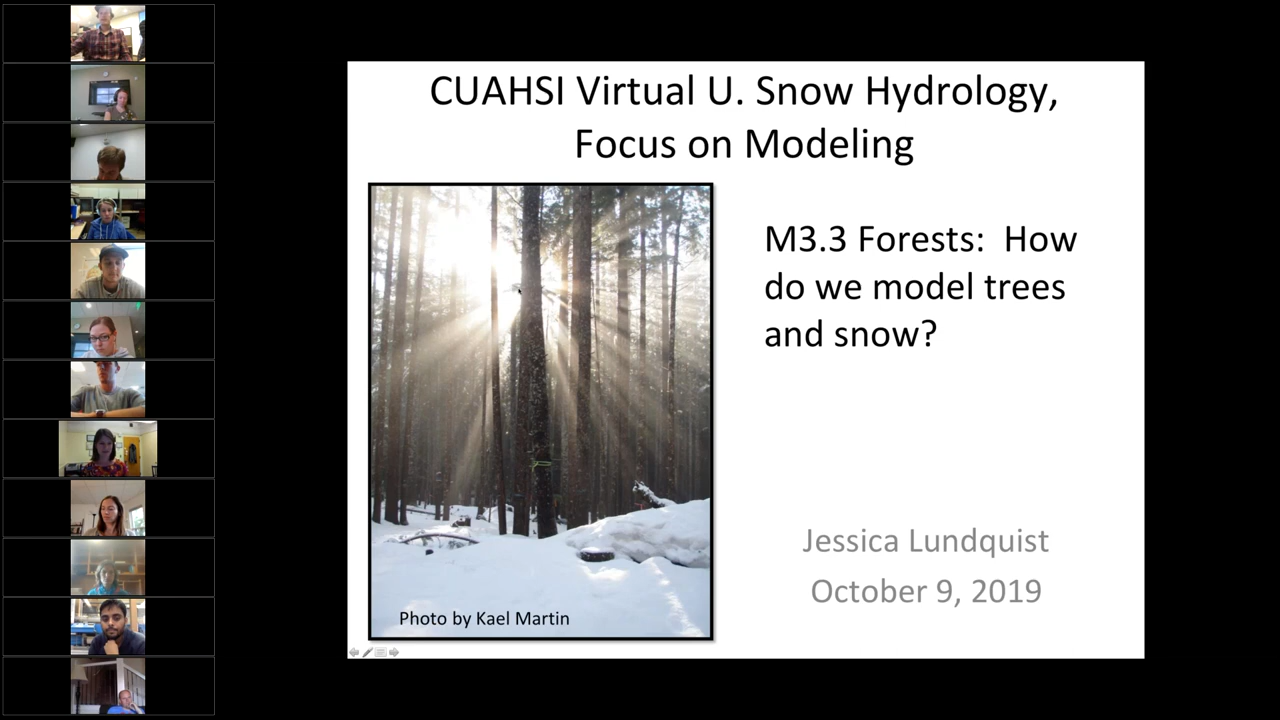 CUAHSI Virtual U. Snow Hydrology,
Focus on Modeling
M3.3 Forests: How
do we model trees
and snow?
Jessica Lundquist
October 9, 2019
Photo by Kael Martin